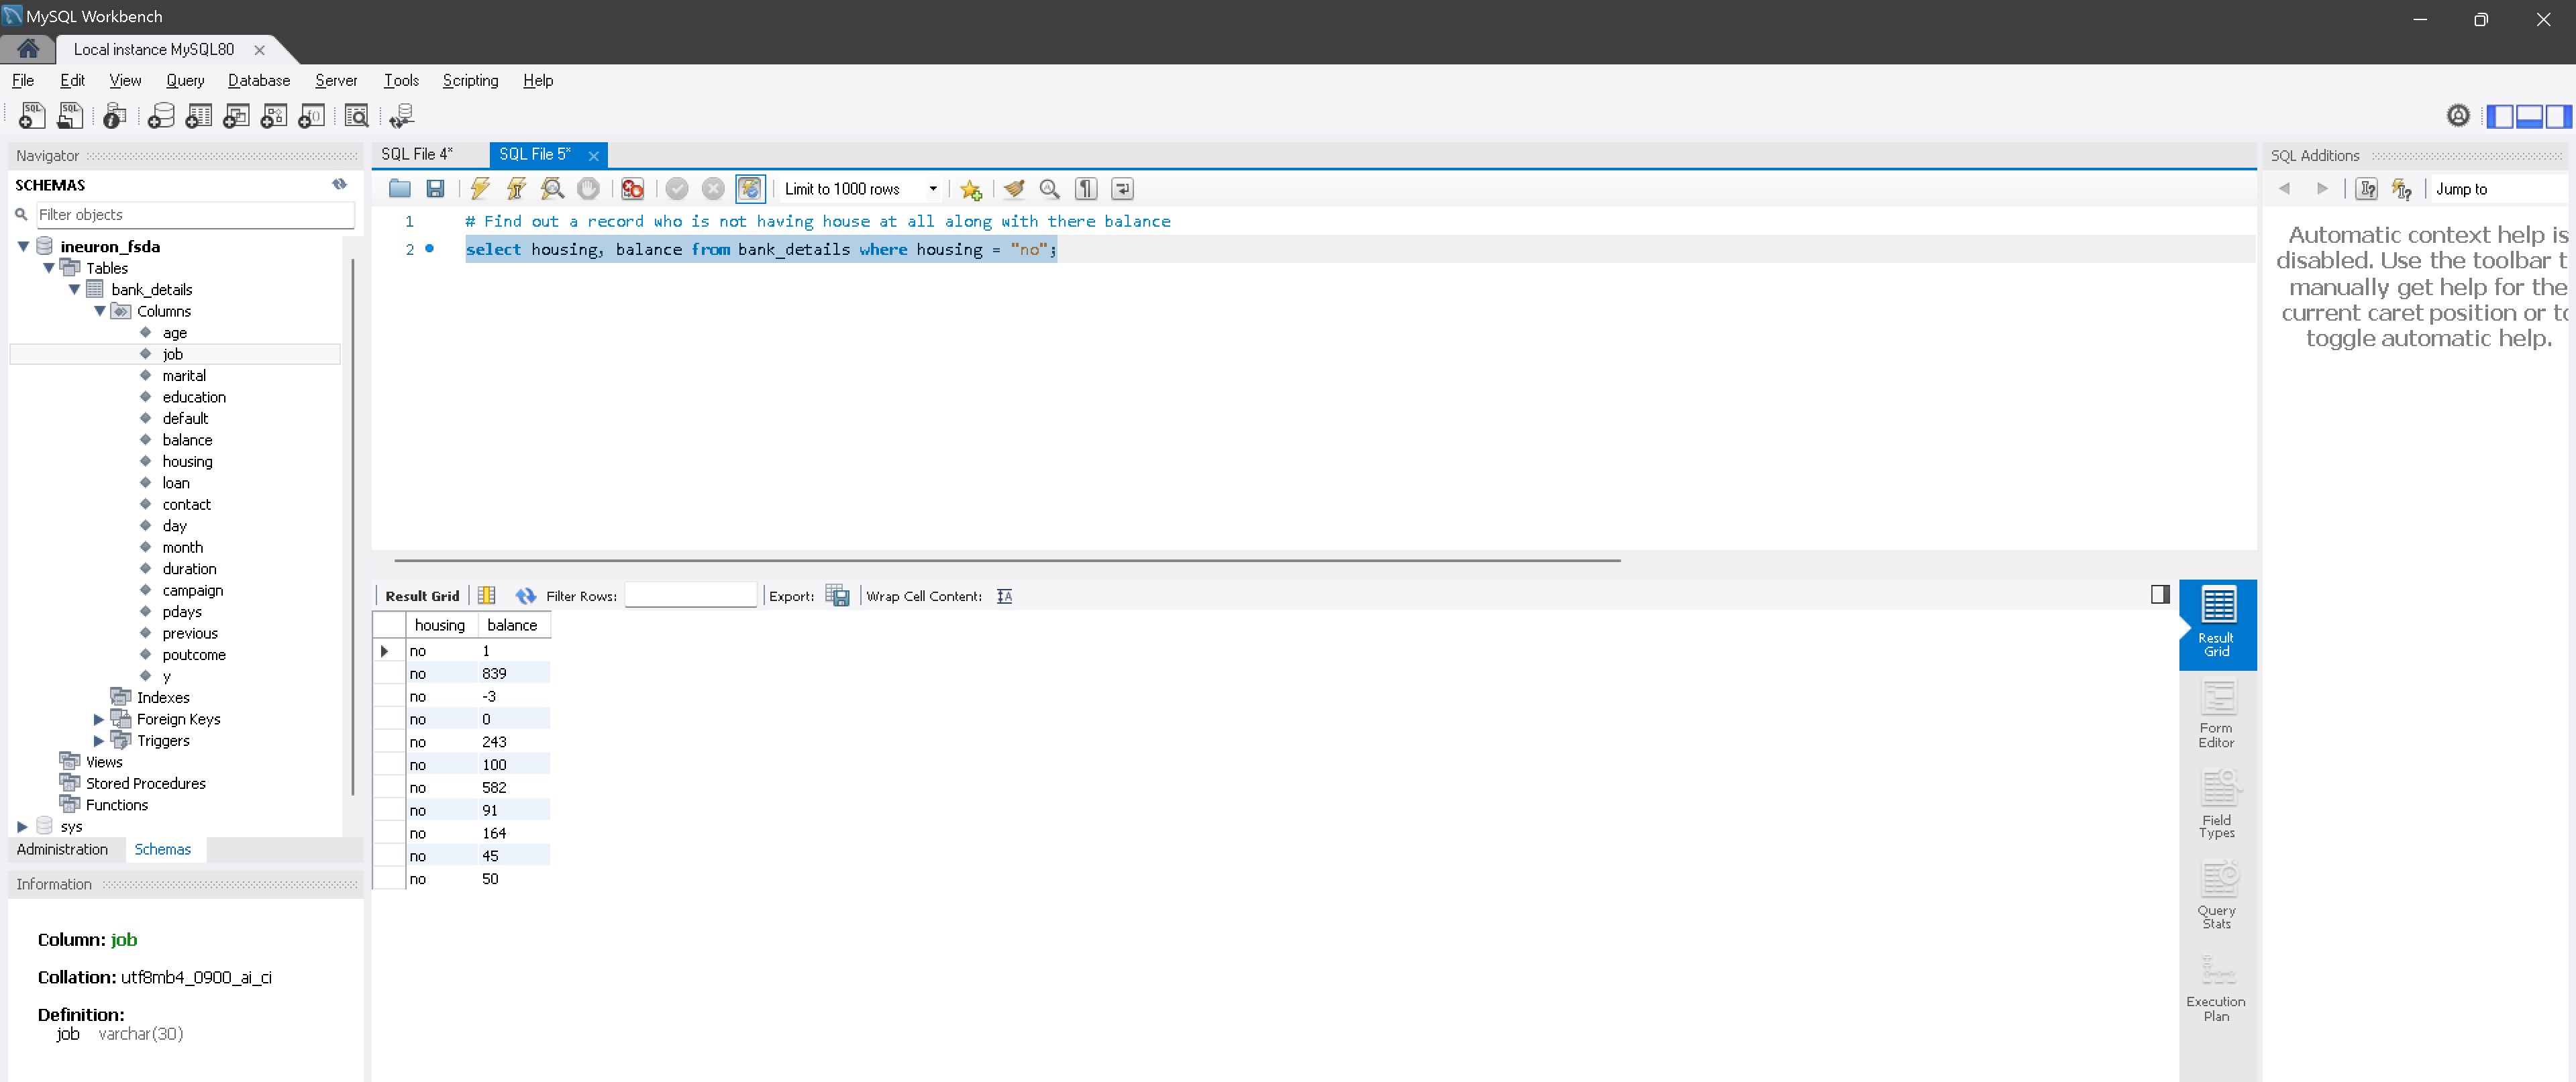 MySQL Workbench
Local instance MySQL80
File Edit View Query Database Server Tools Scripting Help
Navigator
SCHEMAS
Filter objects
ineuron_fsda
Tables
bank_details
Columns
age
job
marital
education
default
balance
housing
loan
contact
day
month
duration
campaign
pdays
previous
poutcome
y
Indexes
Foreign Keys
Triggers
Views
Stored Procedures
Functions
sys
Administration Schemas
Information
Column: job
Collation: utf8mb4_0900_ai_ci
Definition:
job varchar(30)
SQL File 4* SQL File 5*
Limit to 1000 rows
1 # Find out a record who is not having house at all along with there balance
2 select housing, balance from bank_details where housing = "no";
Result Grid Filter Rows: Export: Wrap Cell Content:
housing balance
no 1
no 839
no -3
no 0
no 243
no 100
no 582
no 91
no 164
no 45
no 50
Result
Grid
Form
Editor
Field
Types
Query
Stats
Execution
Plan
SQL Additions
Jump to
Automatic context help is
disabled. Use the toolbar t
manually get help for the
current caret position or to
toggle automatic help.